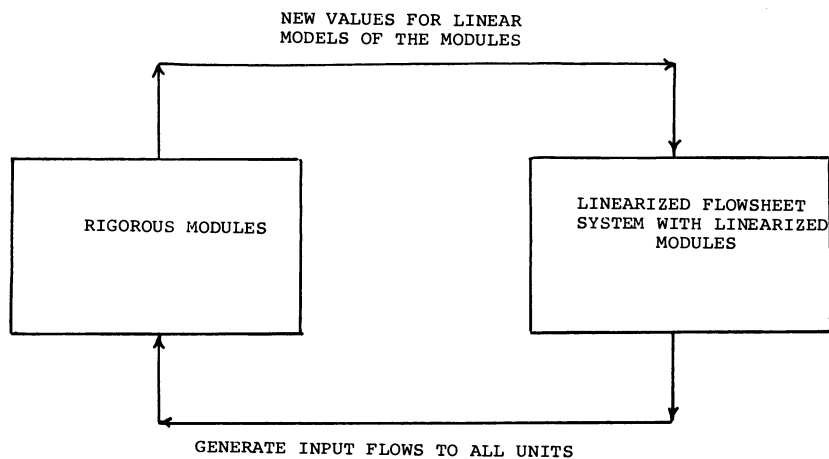 NEW VALUES FOR LINEAR
MODELS OF THE MODULES
RIGOROUS MODULES
LINEARIZED FLOWSHEET
SYSTEM WITH LINEARIZED
MODULES
GENERATE INPUT FLOWS TO ALL UNITS